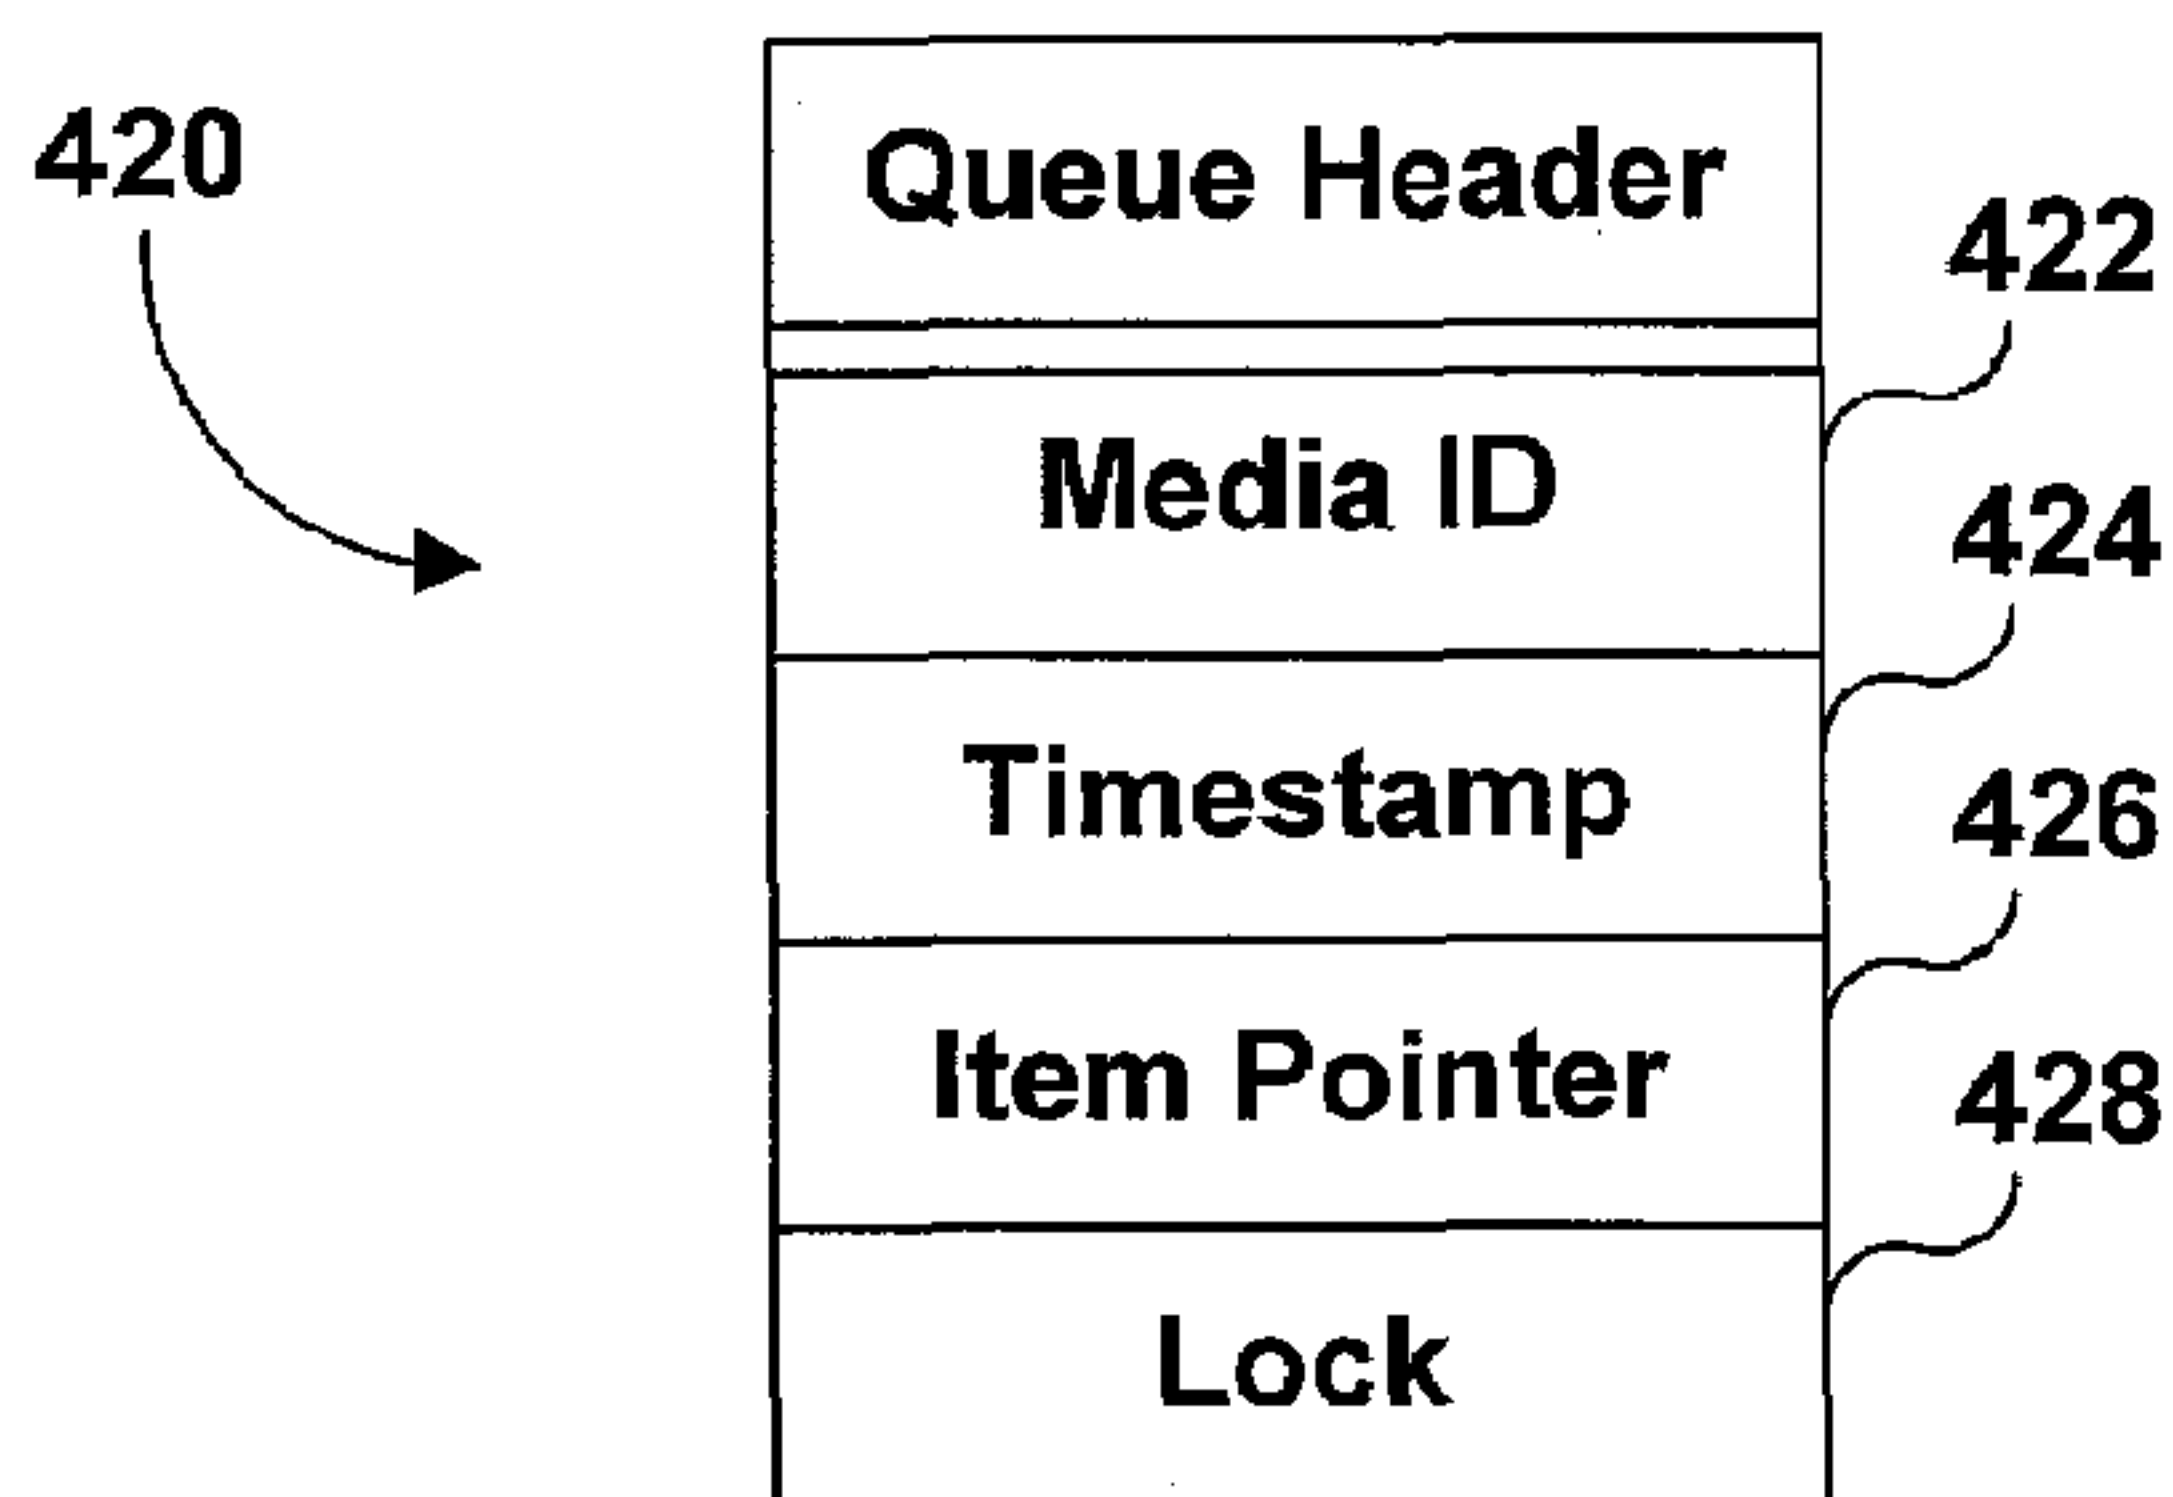 420
Queue Header
422
Media ID
424
Timestamp
426
Item Pointer
428
Lock